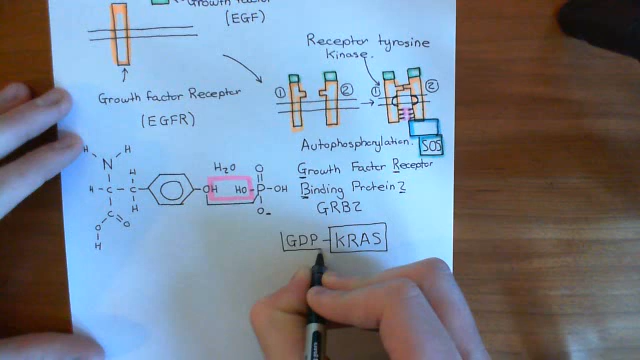 Growth Factor
(EGF)
Growth Factor Receptor
(EGFR)
Receptor tyrosine
Kinase.
① ② ① ②
Autophosphorylation.
SOS
Growth Factor Receptor
Binding Protein 2
GRB2
GDP - KRAS
H H
N
H - C - C - OH HO - P - OH
H H
H₂O
O
O-
C
O O
H